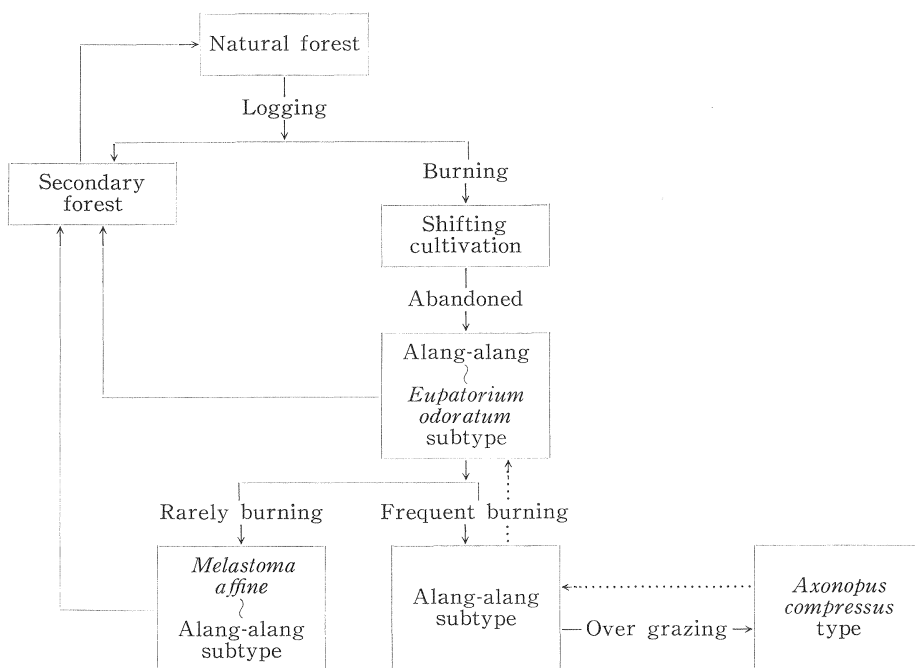 Natural forest
Logging
Secondary
forest
Burning
Shifting
cultivation
Abandoned
Alang-alang
~
Eupatorium
odoratum
subtype
Rarely burning
Frequent burning
Melastoma
affine
~
Alang-alang
subtype
Alang-alang
subtype
Over grazing
Axonopus
compressus
type